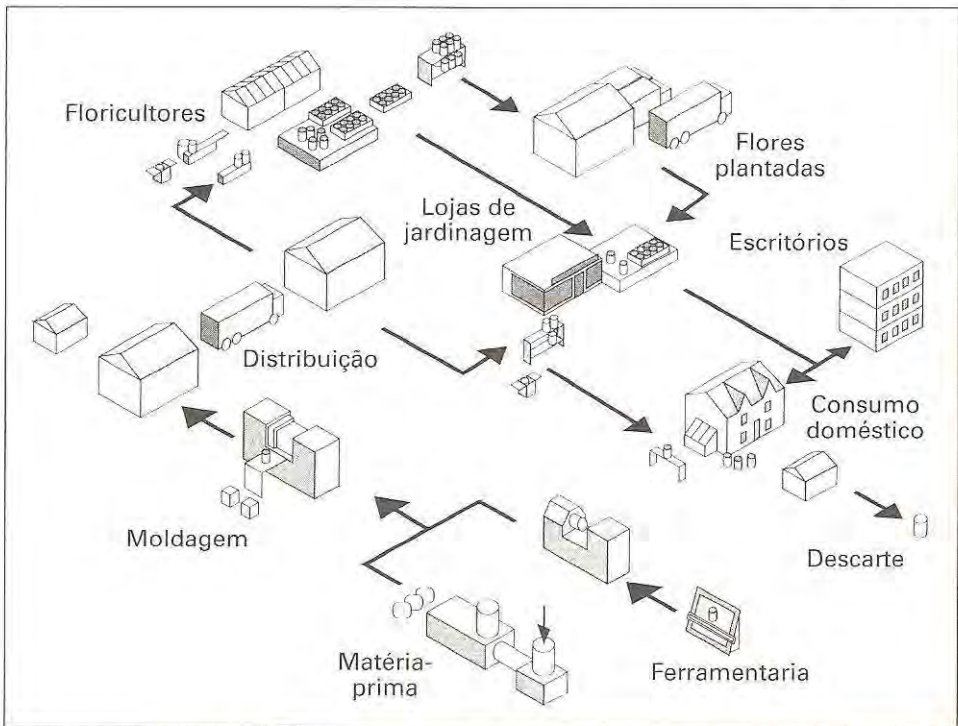 Floricultores
Flores
plantadas
Lojas de
jardinagem
Escritórios
Distribuição
Consumo
doméstico
Moldagem
Descarte
Matéria-
prima
Ferramentaria